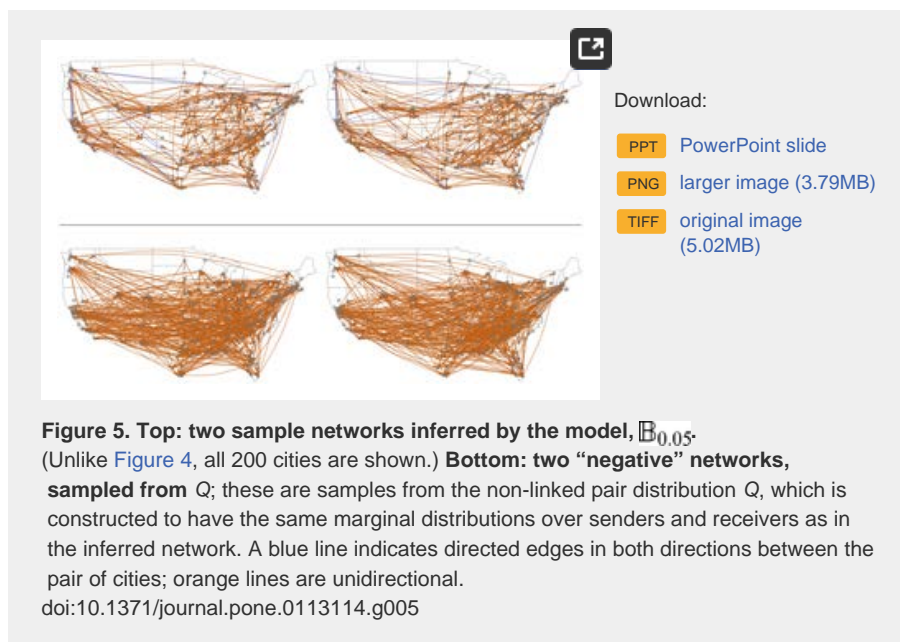 Download:
PPT PowerPoint slide
PNG larger image (3.79MB)
TIFF original image
(5.02MB)
Figure 5. Top: two sample networks inferred by the model, 𝔹0.05.
(Unlike Figure 4, all 200 cities are shown.) Bottom: two “negative” networks,
sampled from Q; these are samples from the non-linked pair distribution Q, which is
constructed to have the same marginal distributions over senders and receivers as in
the inferred network. A blue line indicates directed edges in both directions between the
pair of cities; orange lines are unidirectional.
doi:10.1371/journal.pone.0113114.g005